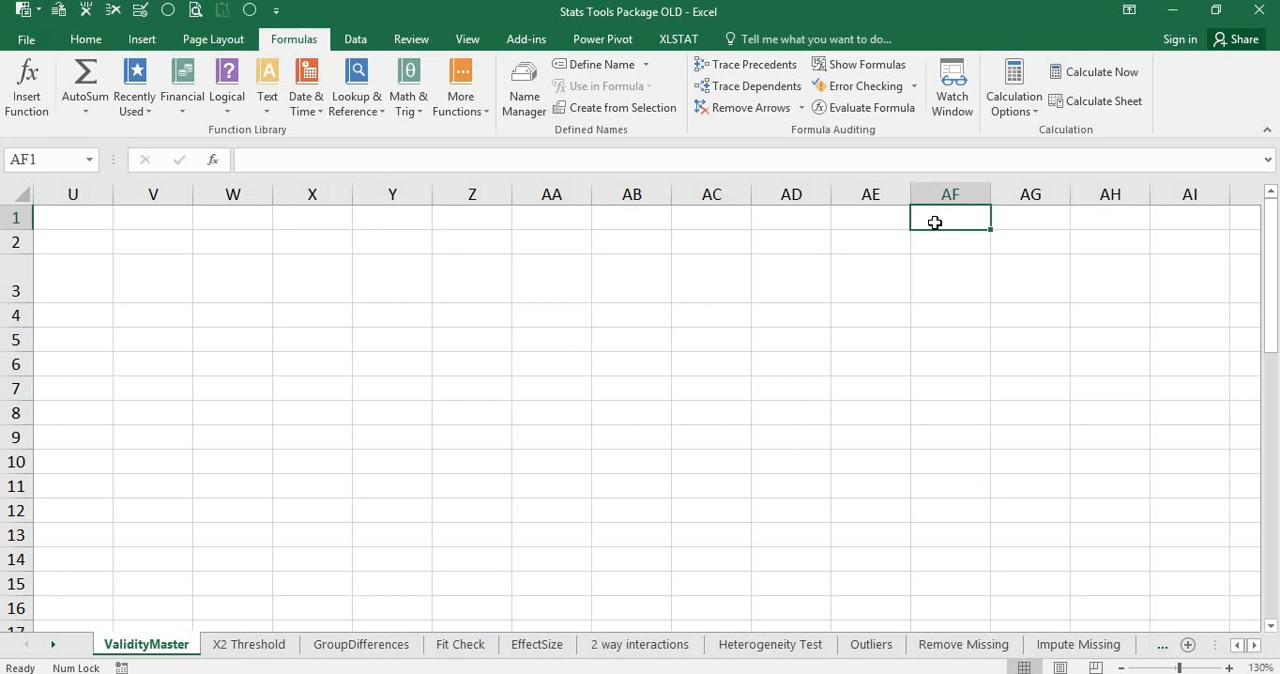 Stats Tools Package OLD - Excel
File Home Insert Page Layout Formulas Data Review View Add-ins Power Pivot XLSTAT Tell me what you want to do... Sign in Share
Insert Function
AutoSum
Recently Used
Financial
Logical
Text
Date & Time
Lookup & Reference
Math & Trig
More Functions
Function Library
Name Manager
Define Name
Use in Formula
Create from Selection
Defined Names
Trace Precedents
Trace Dependents
Remove Arrows
Show Formulas
Error Checking
Evaluate Formula
Formula Auditing
Watch Window
Calculation Options
Calculate Now
Calculate Sheet
Calculation
AF1
fx
U V W X Y Z AA AB AC AD AE AF AG AH AI
1
2
3
4
5
6
7
8
9
10
11
12
13
14
15
16
17
ValidityMaster X2 Threshold GroupDifferences Fit Check EffectSize 2 way interactions Heterogeneity Test Outliers Remove Missing Impute Missing ...
Ready Num Lock 130%